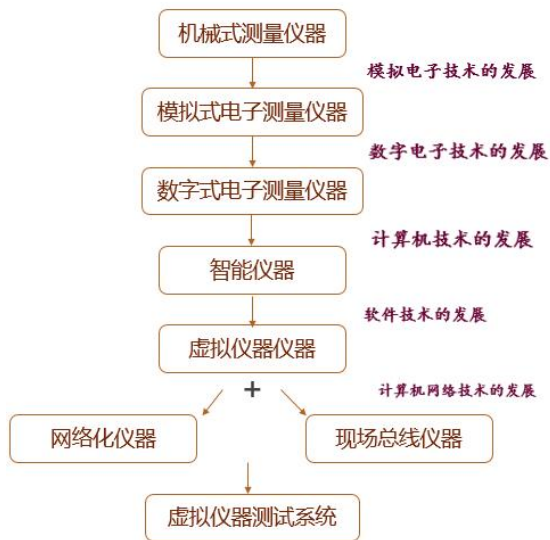 机械式测量仪器
模拟电子技术的发展
模拟式电子测量仪器
数字电子技术的发展
数字式电子测量仪器
计算机技术的发展
智能仪器
软件技术的发展
虚拟仪器仪器
+
计算机网络技术的发展
网络化仪器
现场总线仪器
虚拟仪器测试系统